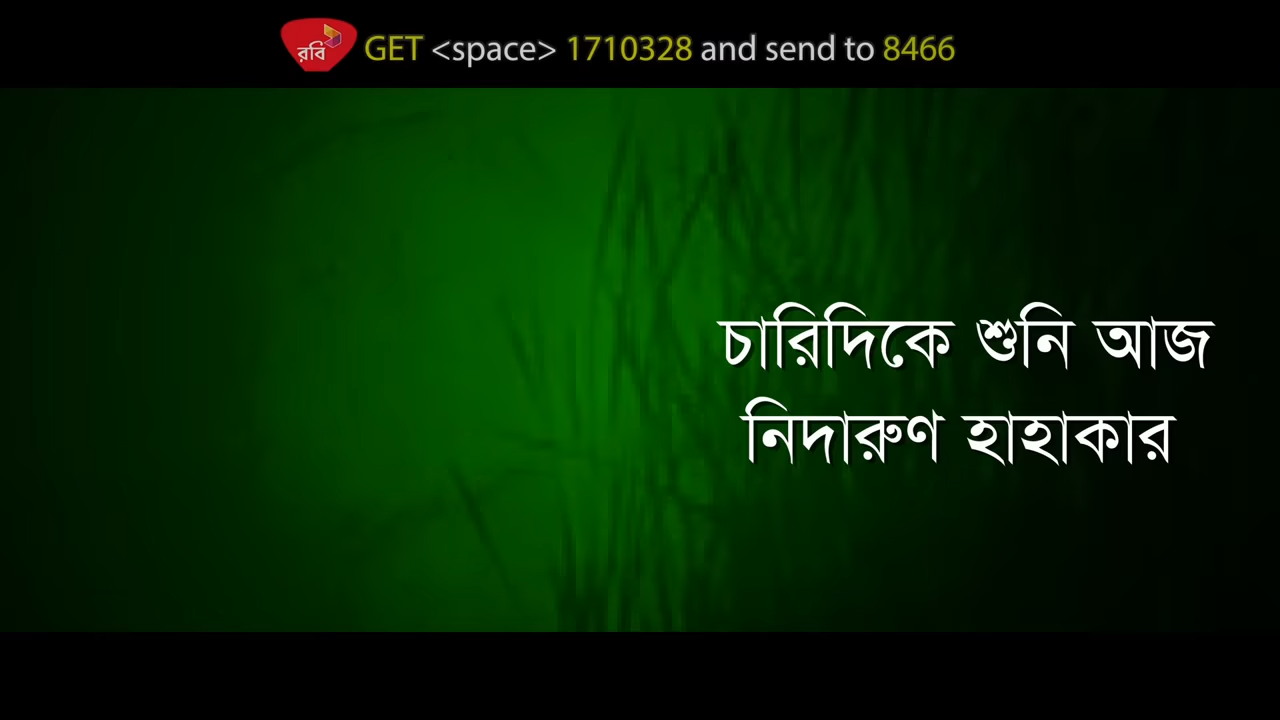 রবি GET <space> 1710328 and send to 8466
চারিদিকে শুনি আজ
নিদারুণ হাহাকার